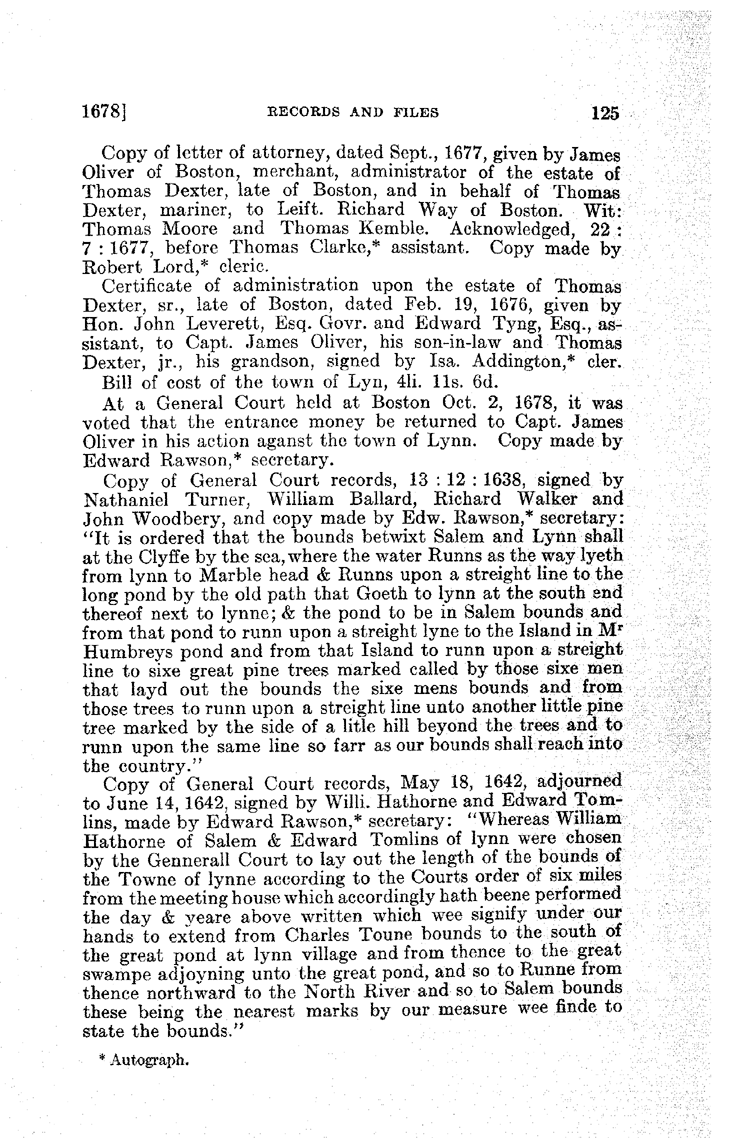 1678] RECORDS AND FILES 125
Copy of letter of attorney, dated Sept., 1677, given by James
Oliver of Boston, merchant, administrator of the estate of
Thomas Dexter, late of Boston, and in behalf of Thomas
Dexter, mariner, to Leift. Richard Way of Boston. Wit:
Thomas Moore and Thomas Kemble. Acknowledged, 22 :
7 : 1677, before Thomas Clarke,* assistant. Copy made by
Robert Lord,* cleric.
Certificate of administration upon the estate of Thomas
Dexter, sr., late of Boston, dated Feb. 19, 1676, given by
Hon. John Leverett, Esq. Govr. and Edward Tyng, Esq., as-
sistant, to Capt. James Oliver, his son-in-law and Thomas
Dexter, jr., his grandson, signed by Isa. Addington,* cler.
Bill of cost of the town of Lyn, 4li. 11s. 6d.
At a General Court held at Boston Oct. 2, 1678, it was
voted that the entrance money be returned to Capt. James
Oliver in his action aganst the town of Lynn. Copy made by
Edward Rawson,* secretary.
Copy of General Court records, 13 : 12 : 1638, signed by
Nathaniel Turner, William Ballard, Richard Walker and
John Woodbery, and copy made by Edw. Rawson,* secretary:
"It is ordered that the bounds betwixt Salem and Lynn shall
at the Clyffe by the sea, where the water Runns as the way lyeth
from lynn to Marble head & Runns upon a streight line to the
long pond by the old path that Goeth to lynn at the south end
thereof next to lynne; & the pond to be in Salem bounds and
from that pond to runn upon a streight lyne to the Island in Mr
Humbreys pond and from that Island to runn upon a streight
line to sixe great pine trees marked called by those sixe men
that layd out the bounds the sixe mens bounds and from
those trees to runn upon a streight line unto another little pine
tree marked by the side of a litle hill beyond the trees and to
runn upon the same line so farr as our bounds shall reach into
the country."
Copy of General Court records, May 18, 1642, adjourned
to June 14, 1642, signed by Willi. Hathorne and Edward Tom-
lins, made by Edward Rawson,* secretary: "Whereas William
Hathorne of Salem & Edward Tomlins of lynn were chosen
by the Gennerall Court to lay out the length of the bounds of
the Towne of lynne according to the Courts order of six miles
from the meeting house which accordingly hath beene performed
the day & yeare above written which wee signify under our
hands to extend from Charles Toune bounds to the south of
the great pond at lynn village and from thence to the great
swampe adjoyning unto the great pond, and so to Runne from
thence northward to the North River and so to Salem bounds
these being the nearest marks by our measure wee finde to
state the bounds."
* Autograph.